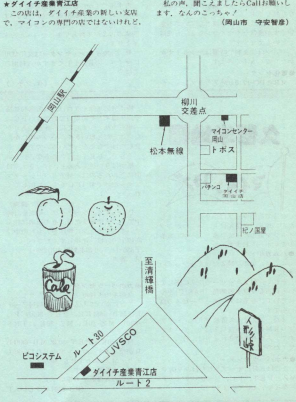 ★ダイイチ産業青江店
この店は、ダイイチ産業の新しい支店
で、マイコンの専門の店ではないけれど、
私の声、聞こえましたらCallお願いし
ます。なんのこっちゃ!
(岡山市 守安智彦)
岡山駅
柳川
交差点
松本無線
マイコンセンター
岡山
トポス
パチンコ
ダイイチ
岡山店
紀ノ国屋
至清輝橋
Cafe
人形峠
ルート30
JVSCO
ピコシステム
ダイイチ産業青江店
ルート2